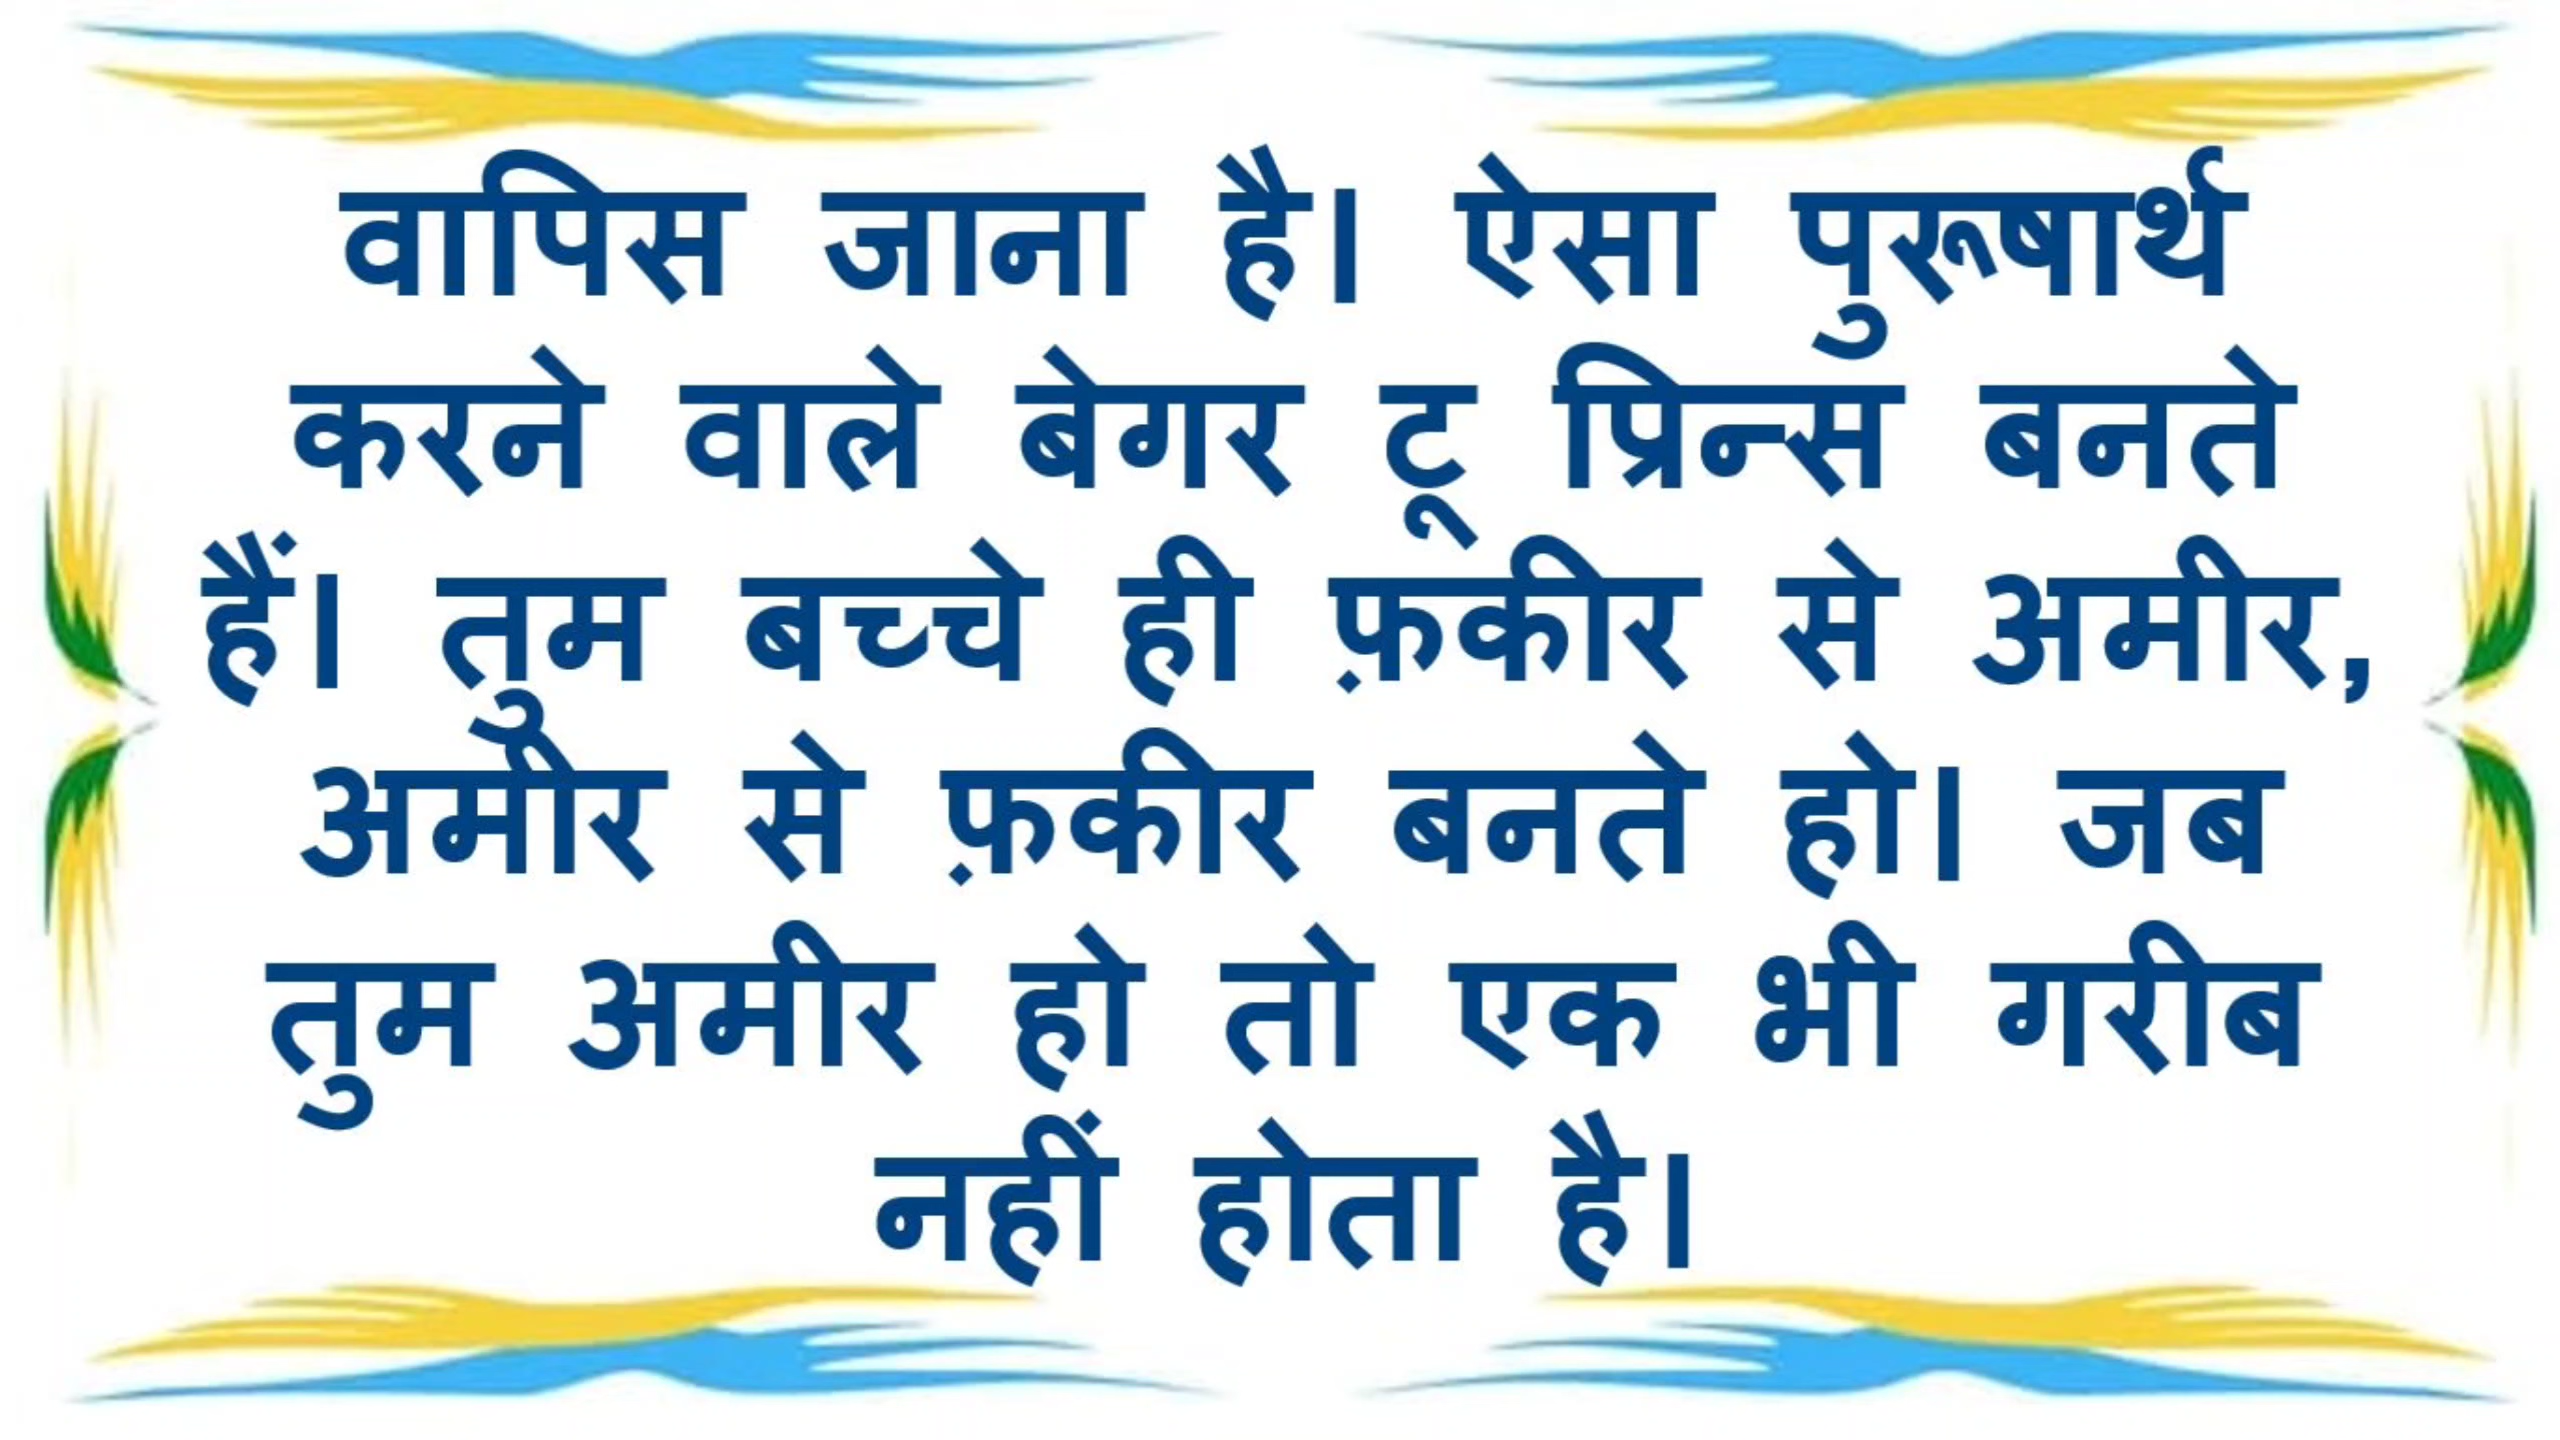 वापिस जाना है। ऐसा पुरूषार्थ
करने वाले बेगर टू प्रिन्स बनते
हैं। तुम बच्चे ही फ़कीर से अमीर,
अमीर से फ़कीर बनते हो। जब
तुम अमीर हो तो एक भी गरीब
नहीं होता है।